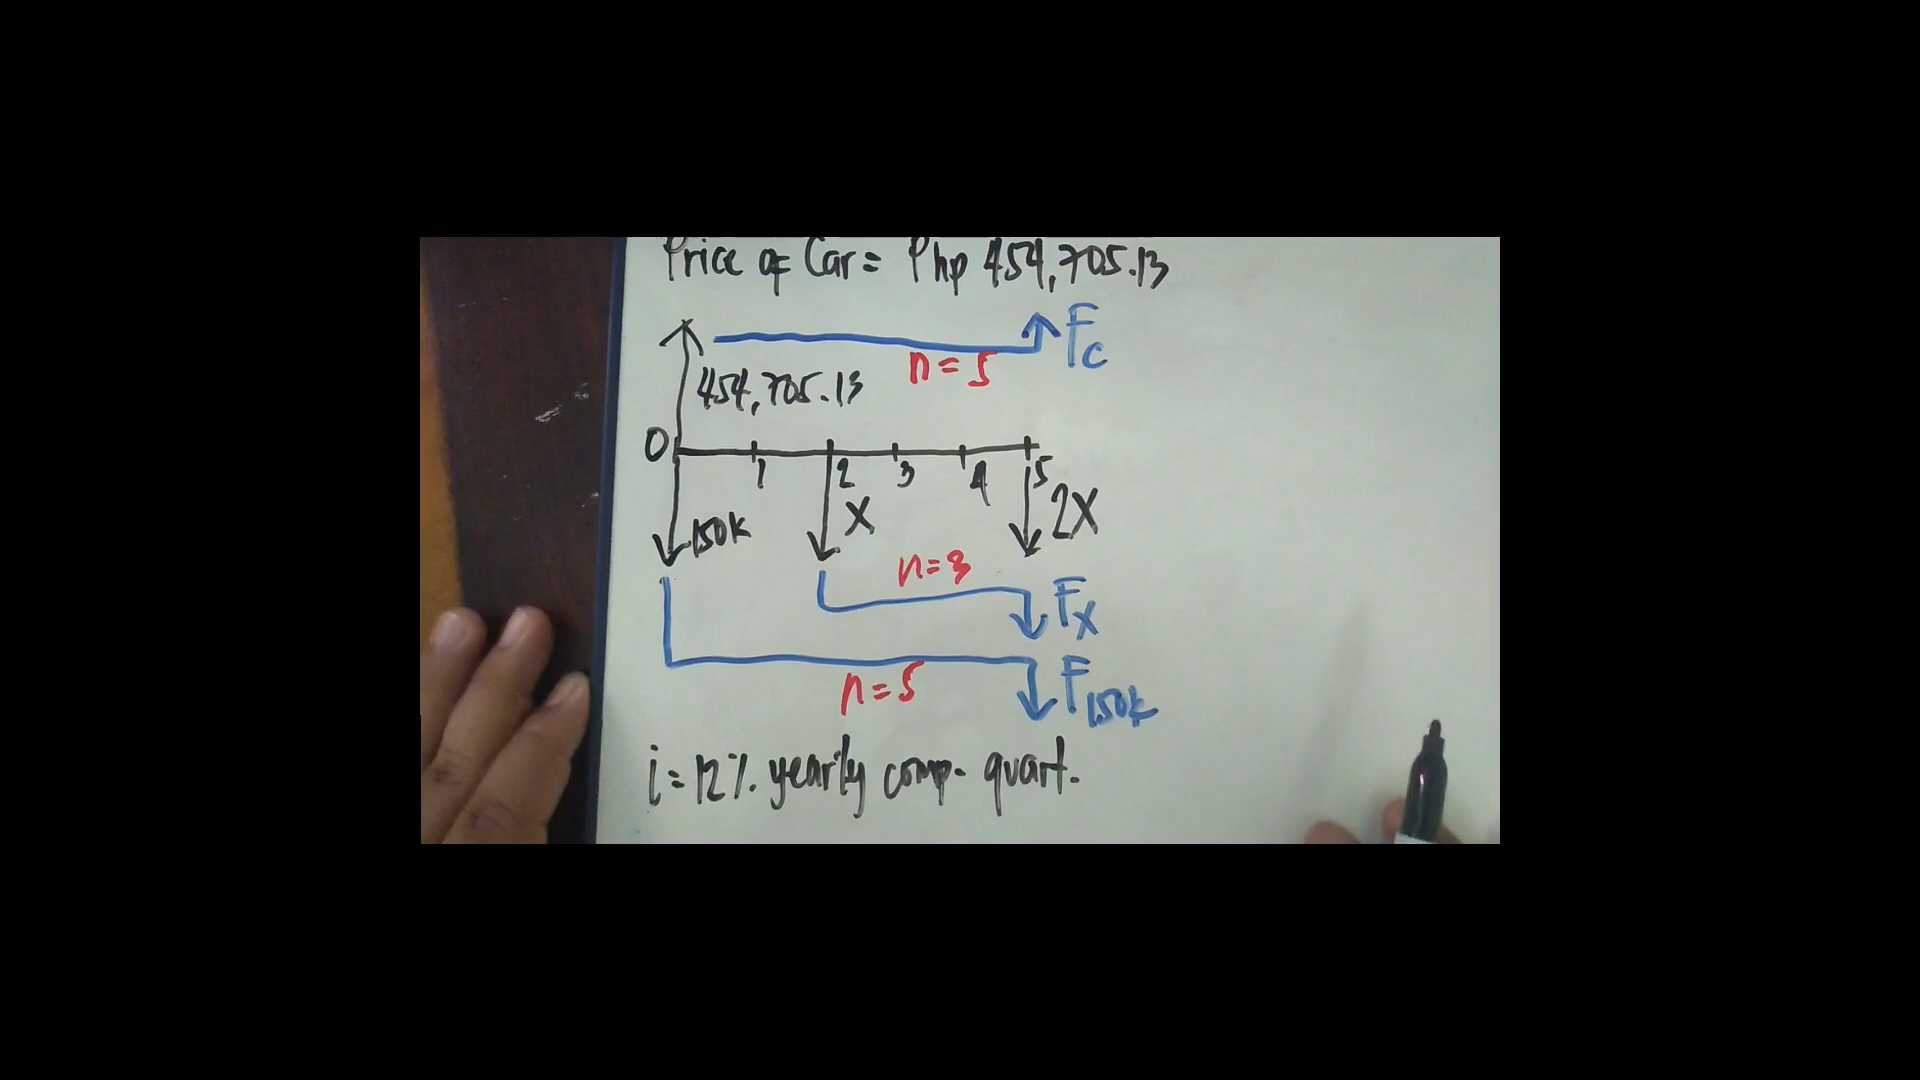 Price of Car = Php 454,705.13
Fc
n = 5
454,705.13
0
1 2 3 4 5
150k
X
2X
n=3
Fx
n=5
F150k
i=12%. yearly comp. quart.